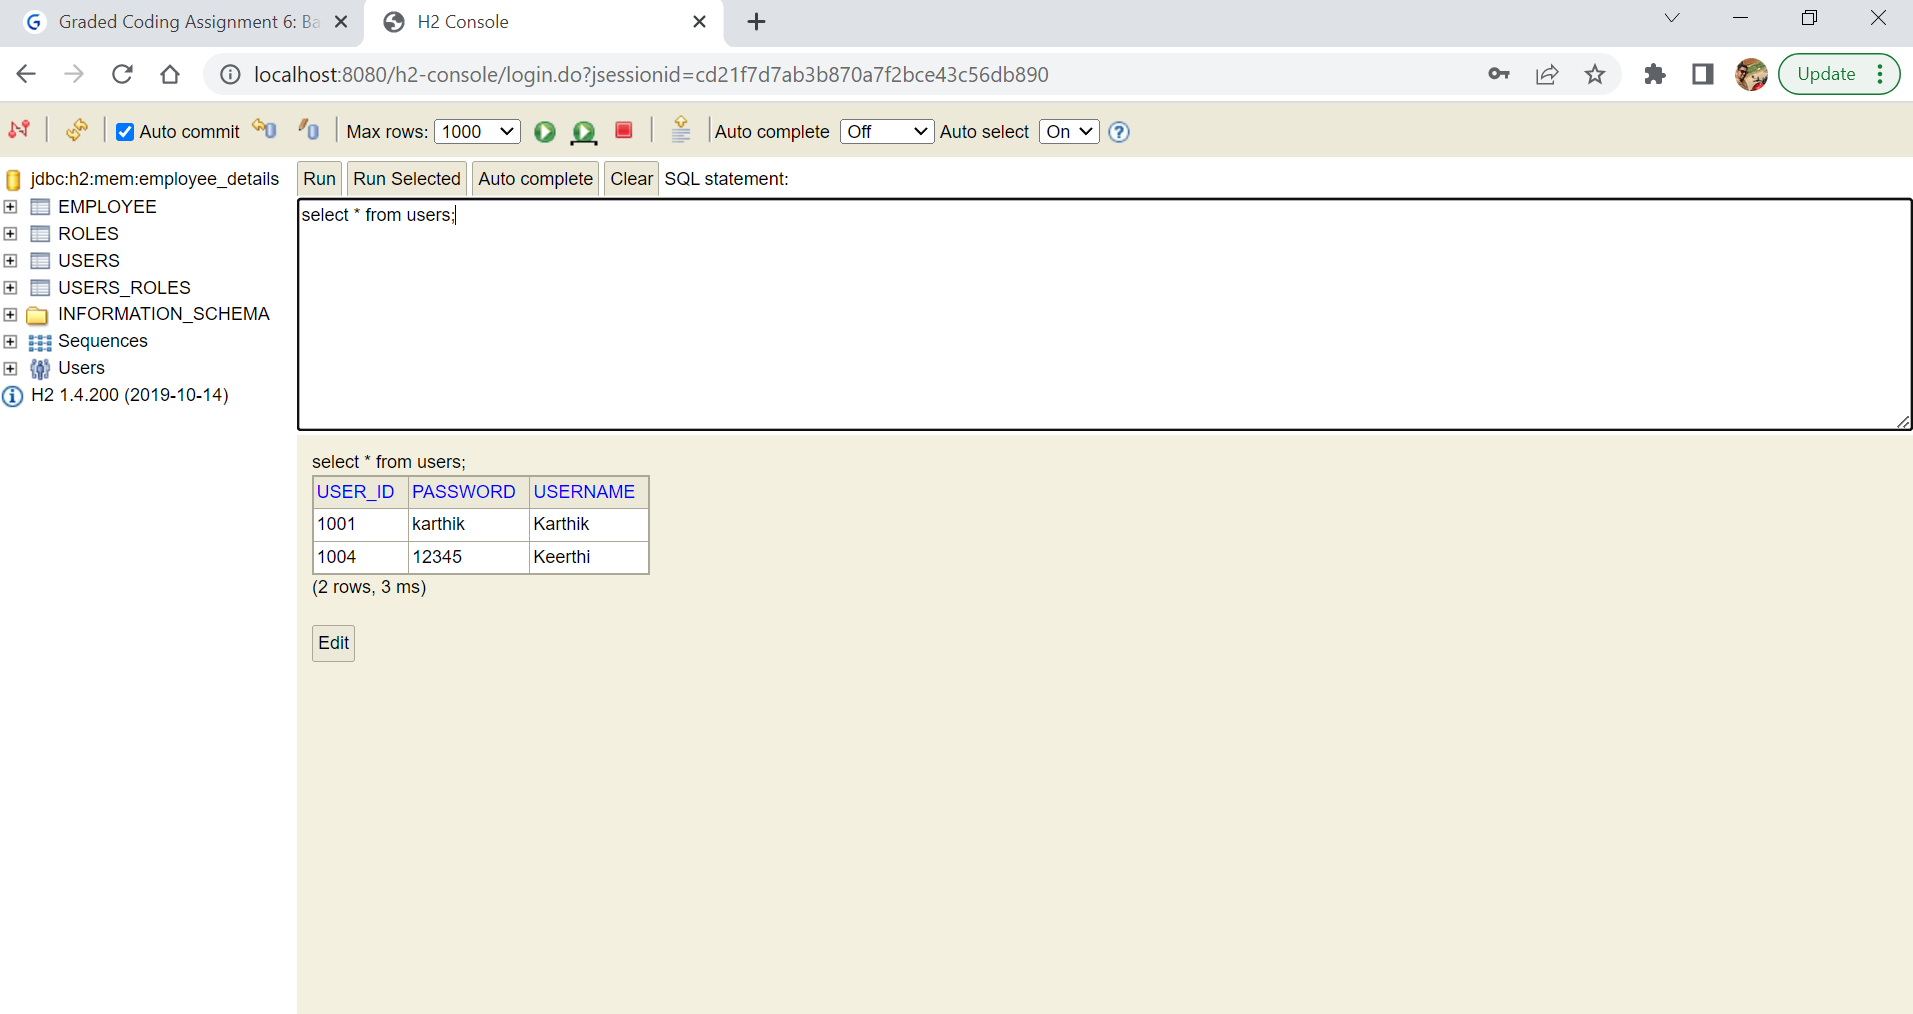 Graded Coding Assignment 6: Ba
H2 Console
localhost:8080/h2-console/login.do?jsessionid=cd21f7d7ab3b870a7f2bce43c56db890
Update
Auto commit Max rows: 1000 Auto complete Off Auto select On
jdbc:h2:mem:employee_details
EMPLOYEE
ROLES
USERS
USERS_ROLES
INFORMATION_SCHEMA
Sequences
Users
H2 1.4.200 (2019-10-14)
Run Run Selected Auto complete Clear SQL statement:
select * from users;
select * from users;
USER_ID PASSWORD USERNAME
1001 karthik Karthik
1004 12345 Keerthi
(2 rows, 3 ms)
Edit